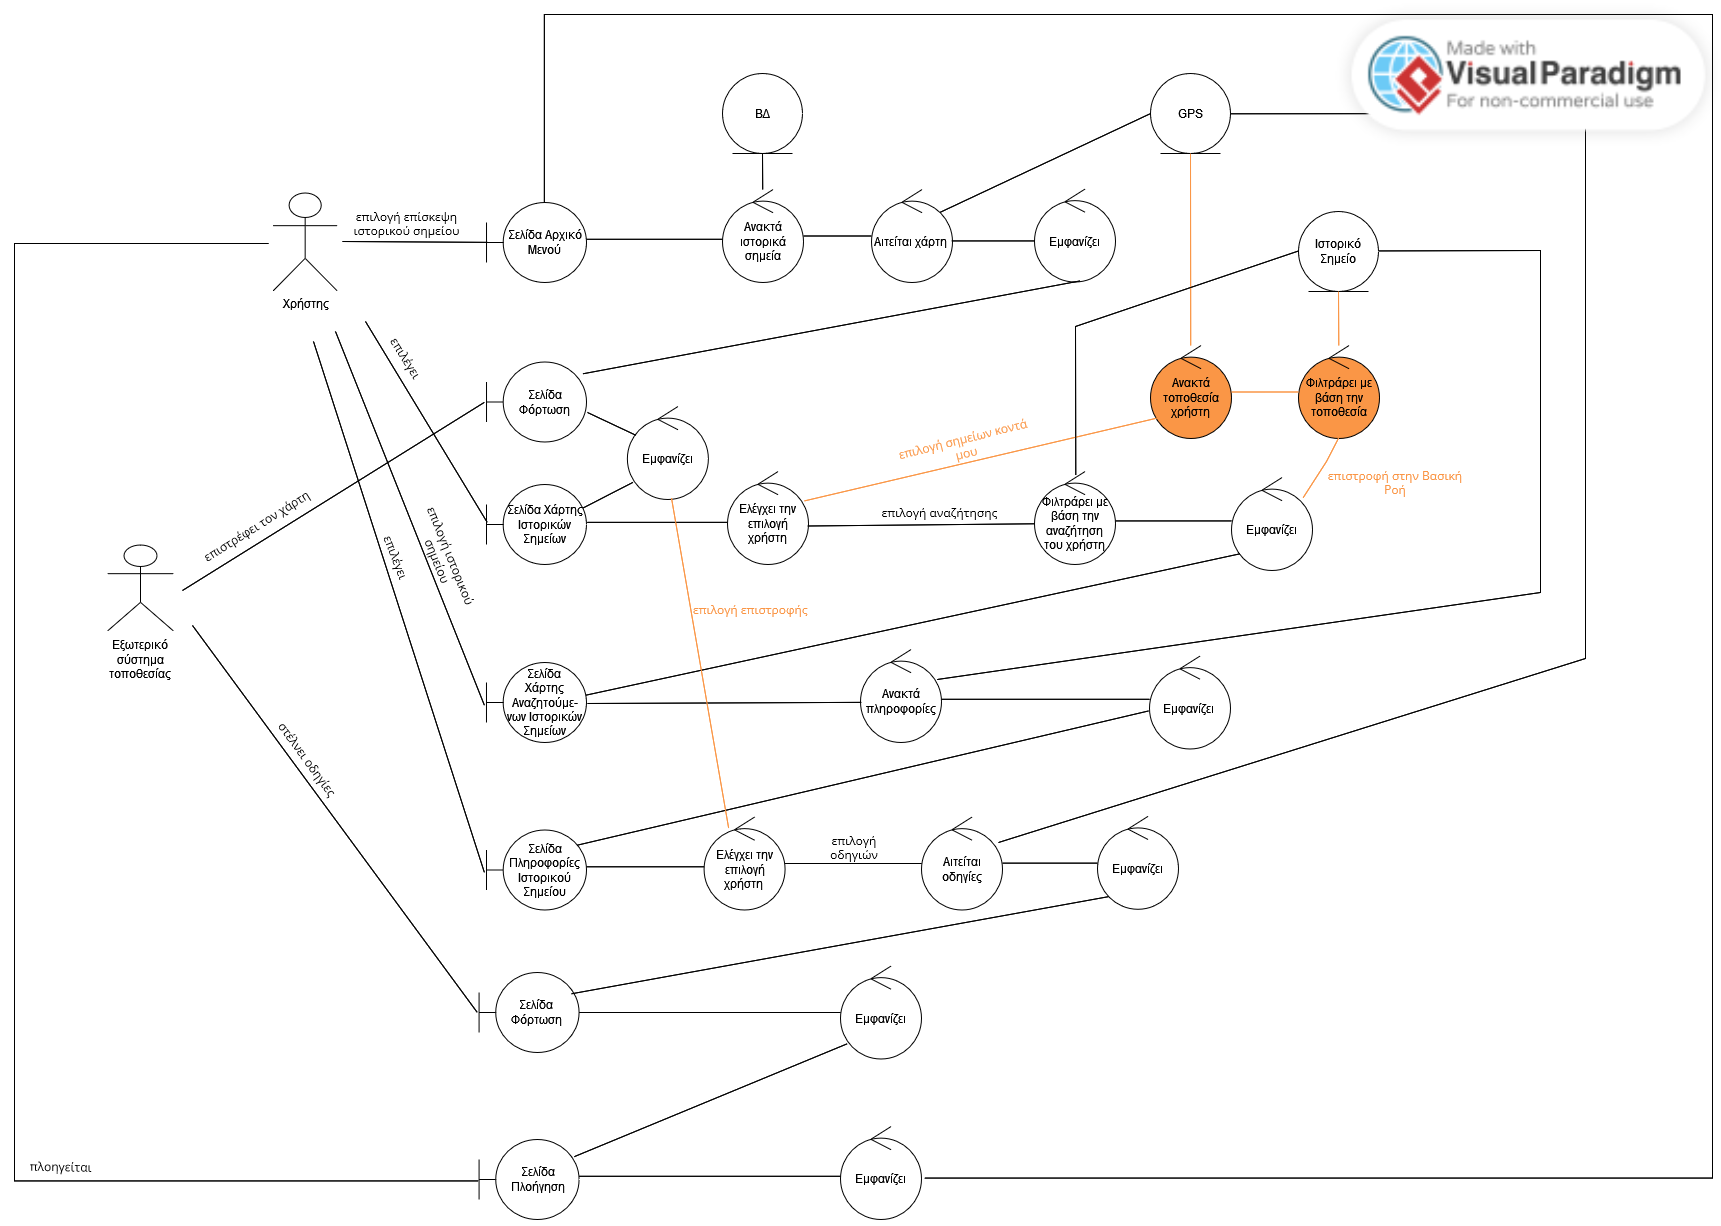 Made with
Visual Paradigm
For non-commercial use
ΒΔ
GPS
επιλογή επίσκεψη
ιστορικού σημείου
Σελίδα Αρχικό
Μενού
Ανακτά
ιστορικά
σημεία
Αιτείται χάρτη
Εμφανίζει
Ιστορικό
Σημείο
Χρήστης
επιλέγει
Σελίδα
Φόρτωση
Ανακτά
τοποθεσία
χρήστη
Φιλτράρει με
βάση την
τοποθεσία
Εμφανίζει
επιλογή σημείων κοντά
μου
επιστροφή στην Βασική
Ροή
επιστρέφει τον χάρτη
Σελίδα Χάρτης
Ιστορικών
Σημείων
Ελέγχει την
επιλογή
χρήστη
επιλογή αναζήτησης
Φιλτράρει με
βάση την
αναζήτηση
του χρήστη
Εμφανίζει
επιλέγει
επιλογή ιστορικού
σημείου
επιλογή επιστροφής
Εξωτερικό
σύστημα
τοποθεσίας
Σελίδα
Χάρτης
Αναζητούμε-
νων Ιστορικών
Σημείων
Ανακτά
πληροφορίες
Εμφανίζει
στέλνει οδηγίες
Σελίδα
Πληροφορίες
Ιστορικού
Σημείου
Ελέγχει την
επιλογή
χρήστη
επιλογή
οδηγιών
Αιτείται
οδηγίες
Εμφανίζει
Σελίδα
Φόρτωση
Εμφανίζει
πλοηγείται
Σελίδα
Πλοήγηση
Εμφανίζει